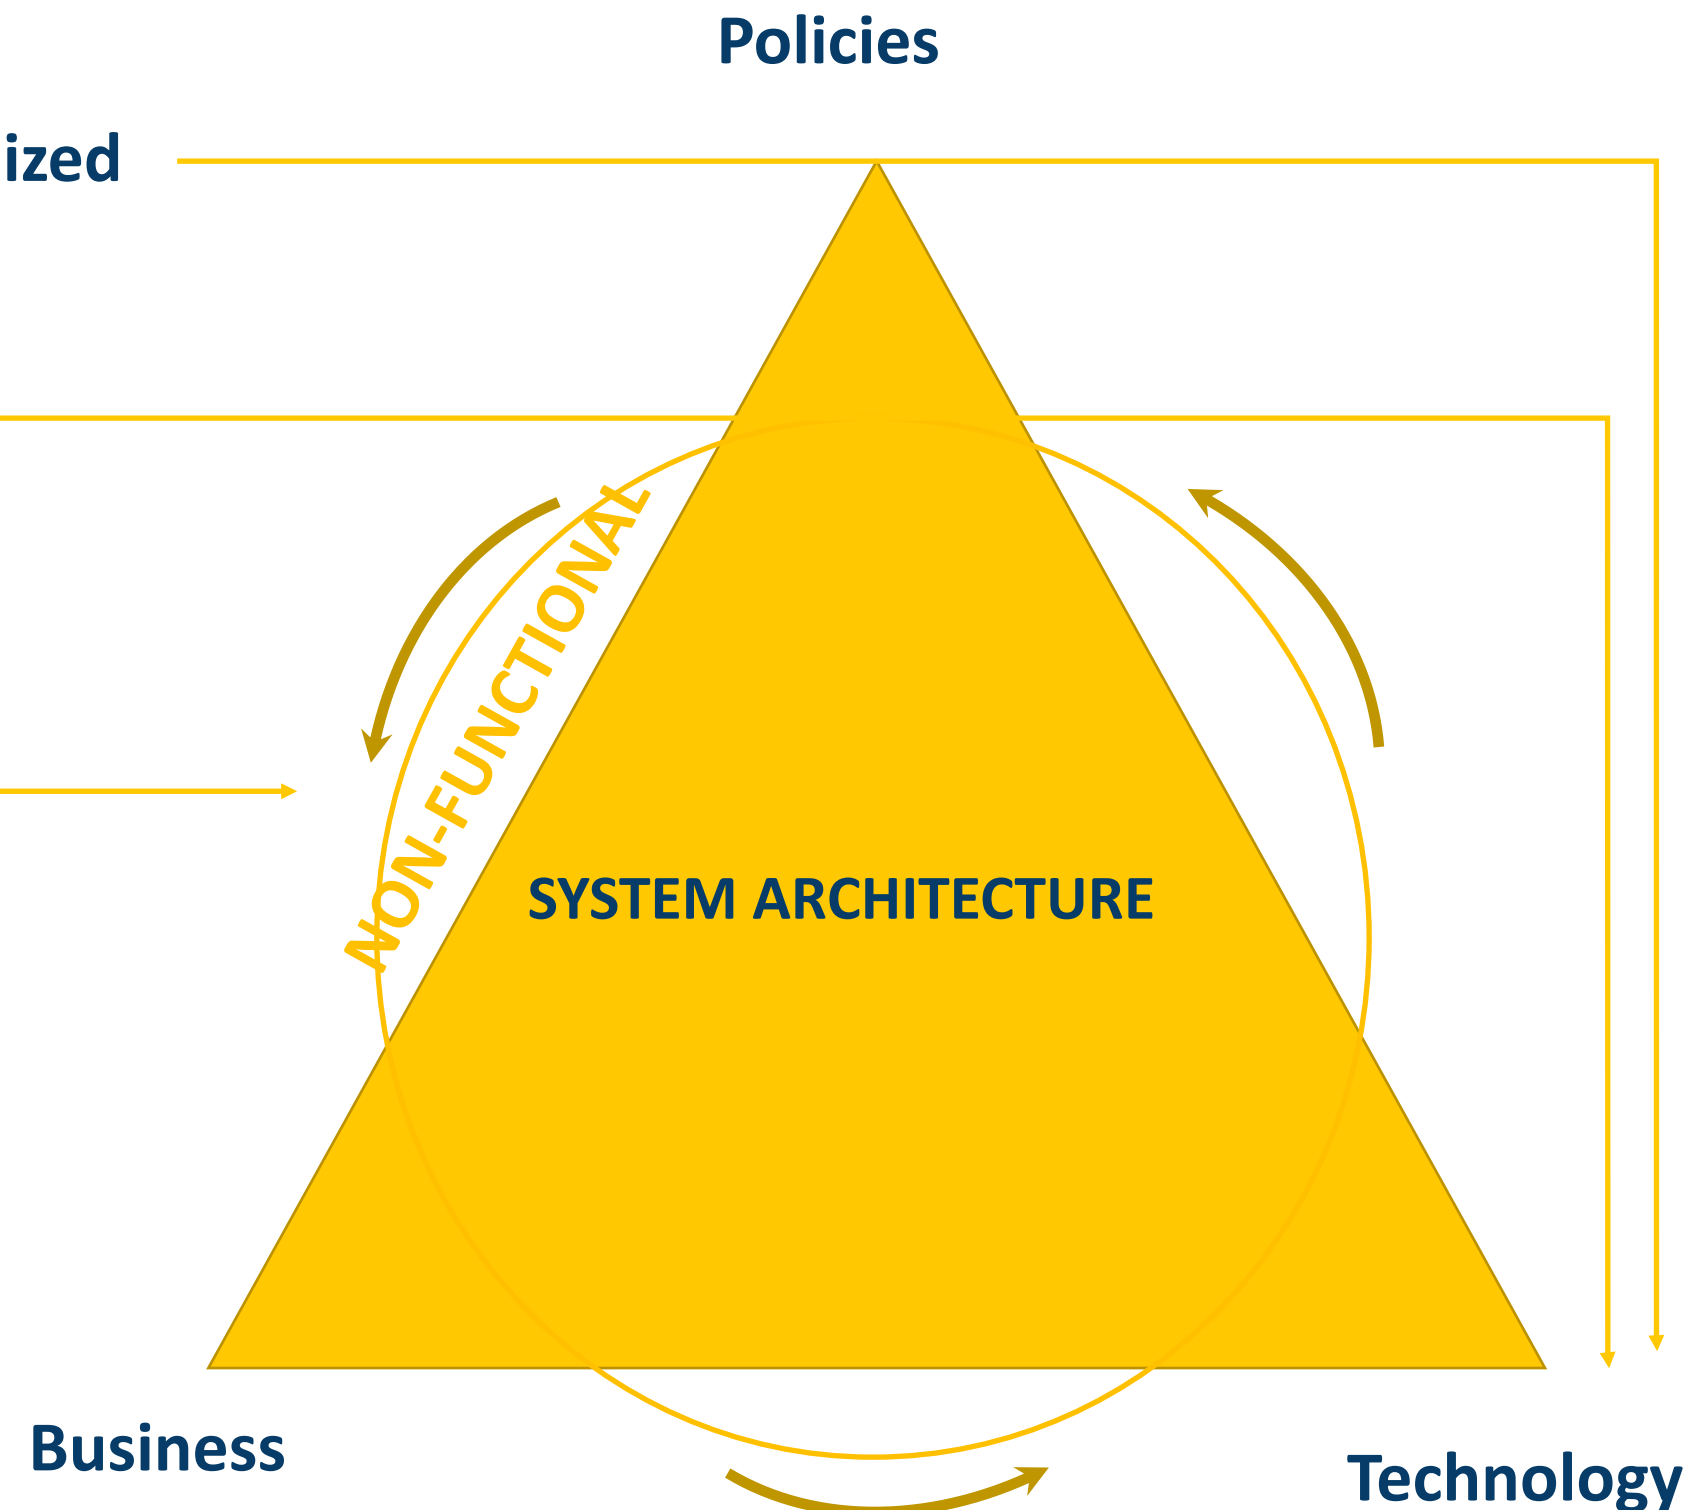 Policies
ized
NON-FUNCTIONAL
SYSTEM ARCHITECTURE
Business
Technology